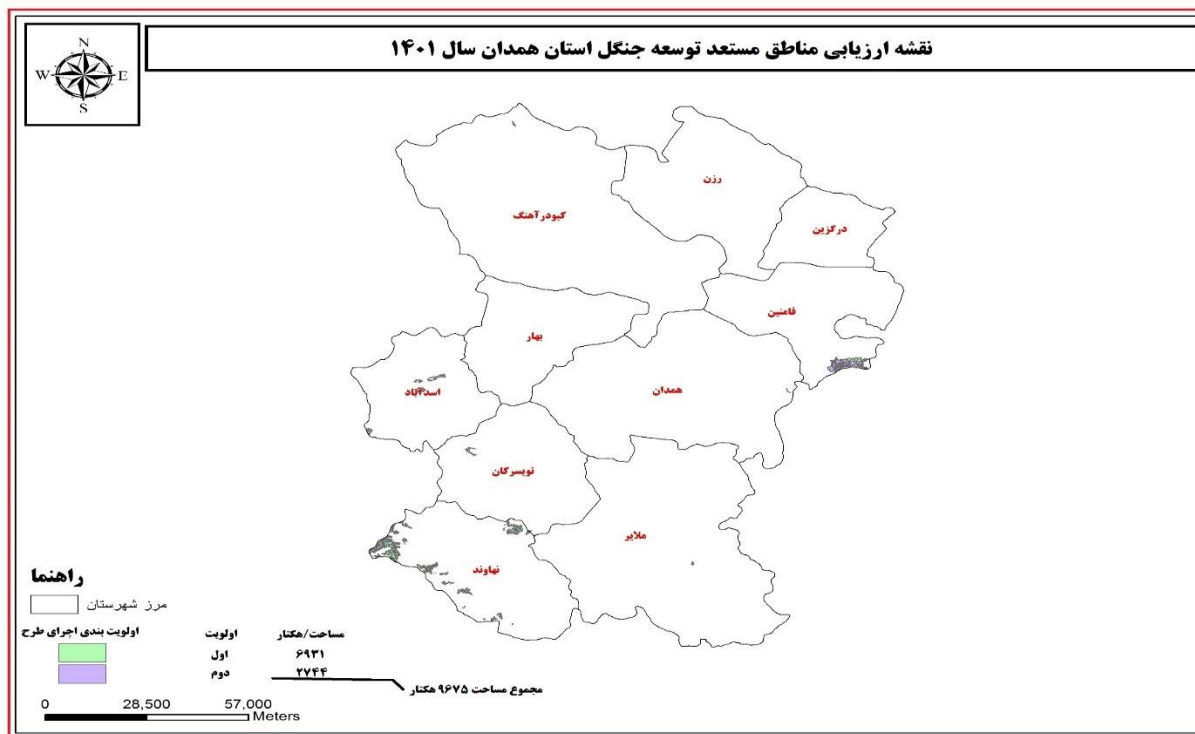 نقشه ارزیابی مناطق مستعد توسعه جنگل استان همدان سال ۱۴۰۱
N
W E
S
رزن
کبودرآهنگ
درگزین
فامنین
بهار
همدان
اسدآباد
تویسرکان
ملایر
نهاوند
راهنما
مرز شهرستان
اولویت بندی اجرای طرح
اولویت مساحت/هکتار
اول ۶۹۳۱
دوم ۲۷۴۴
مجموع مساحت ۹۶۷۵ هکتار
0 28,500 57,000
Meters